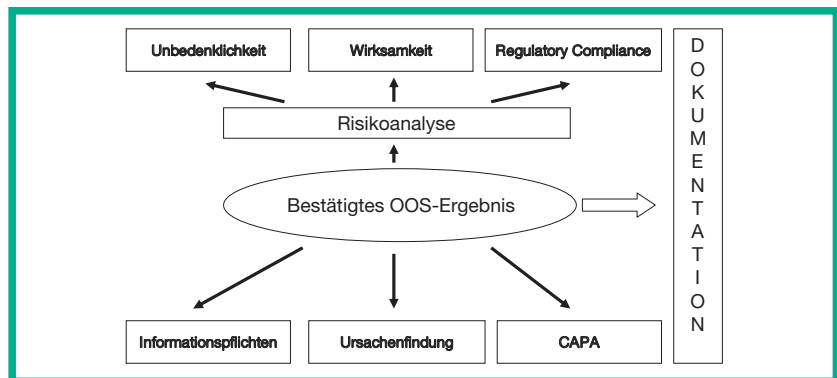 Unbedenklichkeit
Wirksamkeit
Regulatory Compliance
Risikoanalyse
Bestätigtes OOS-Ergebnis
Informationspflichten
Ursachenfindung
CAPA
D
O
K
U
M
E
N
T
A
T
I
O
N